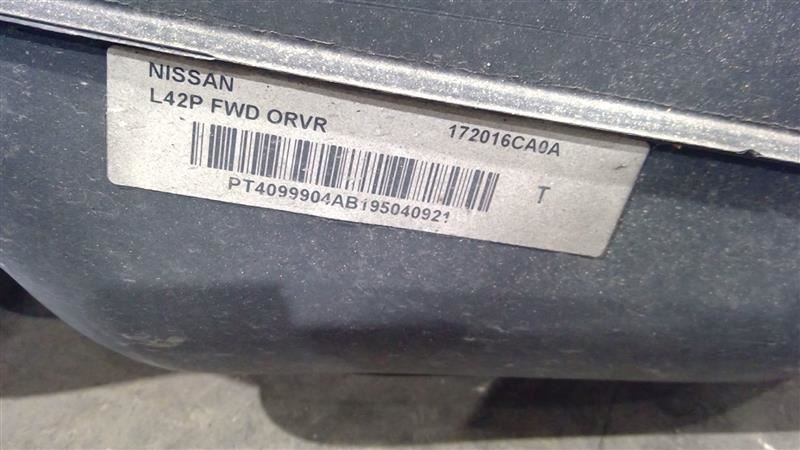 NISSAN
L42P FWD ORVR 172016CA0A
T
PT4099904AB195040921